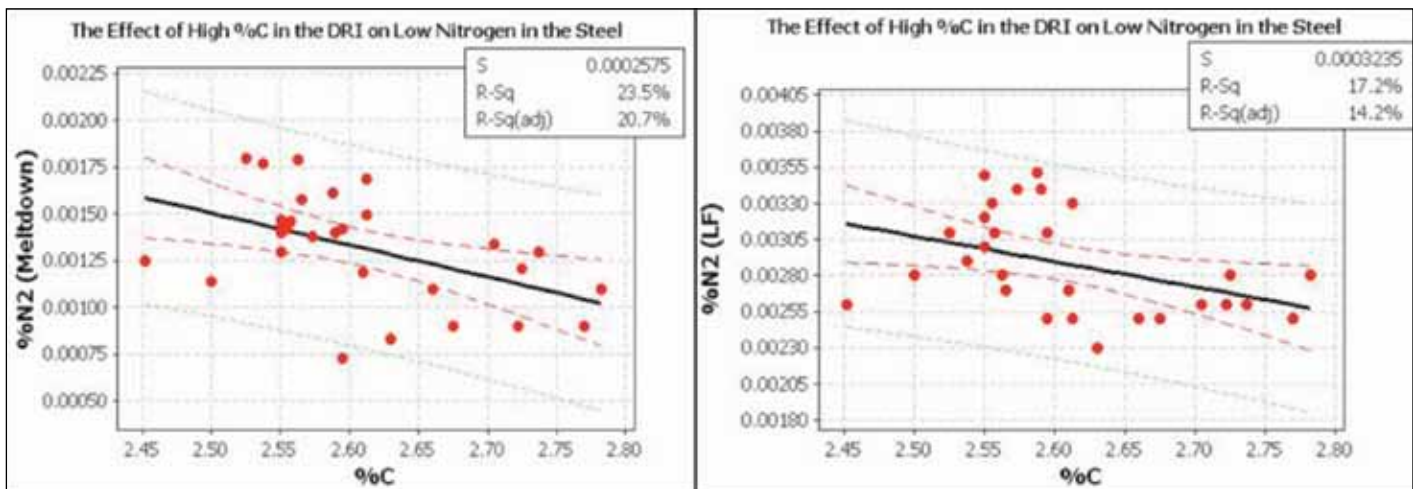 The Effect of High %C in the DRI on Low Nitrogen in the Steel
S 0.0002575
R-Sq 23.5%
R-Sq(adj) 20.7%
%N2 (Meltdown)
0.00225
0.00200
0.00175
0.00150
0.00125
0.00100
0.00075
0.00050
2.45 2.50 2.55 2.60 2.65 2.70 2.75 2.80
%C
The Effect of High %C in the DRI on Low Nitrogen in the Steel
S 0.0003235
R-Sq 17.2%
R-Sq(adj) 14.2%
%N2 (LF)
0.00405
0.00380
0.00355
0.00330
0.00305
0.00280
0.00255
0.00230
0.00205
0.00180
2.45 2.50 2.55 2.60 2.65 2.70 2.75 2.80
%C